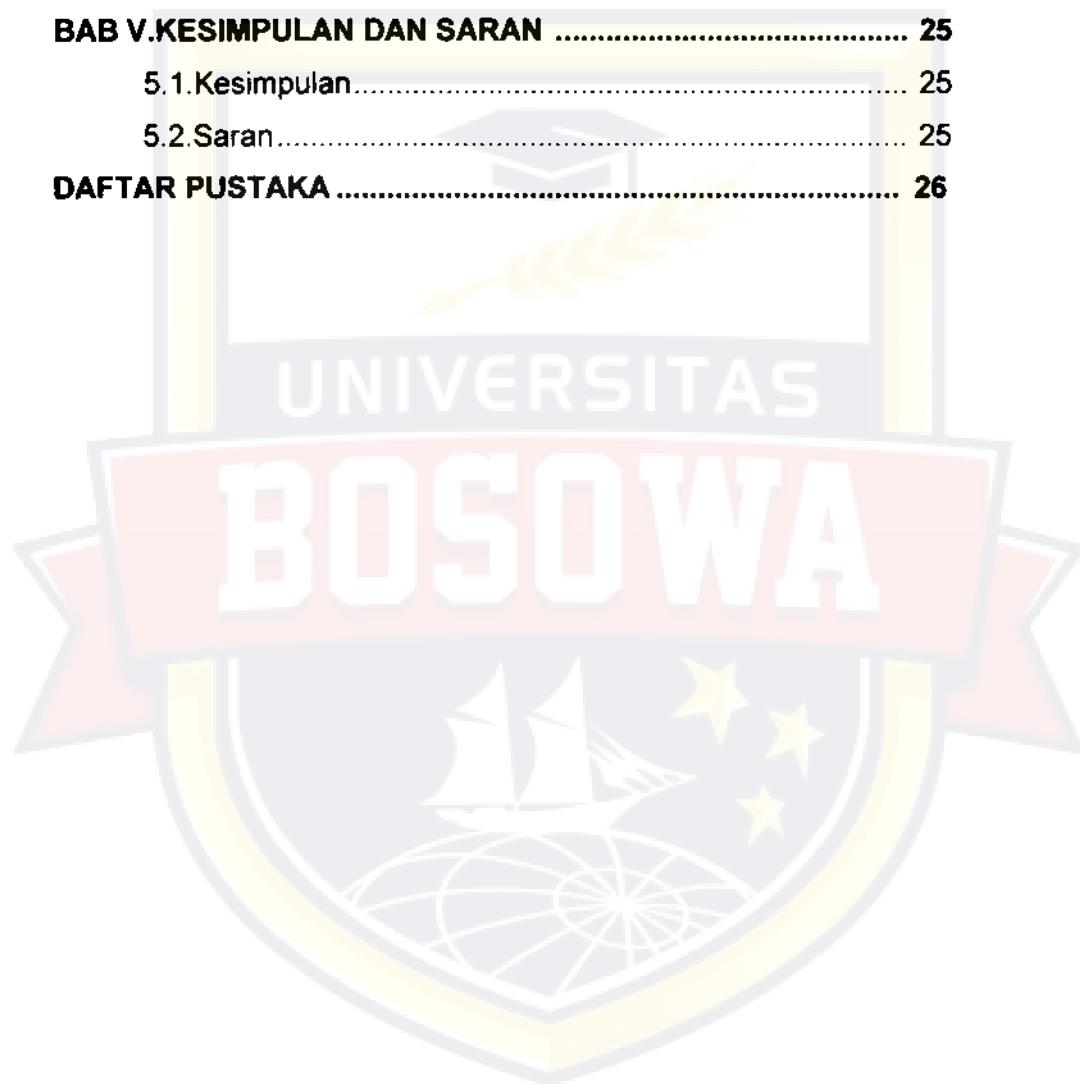 BAB V.KESIMPULAN DAN SARAN ......................................... 25
5.1.Kesimpulan................................................................. 25
5.2.Saran.......................................................................... 25
DAFTAR PUSTAKA .................................................................. 26
UNIVERSITAS
BOSOWA